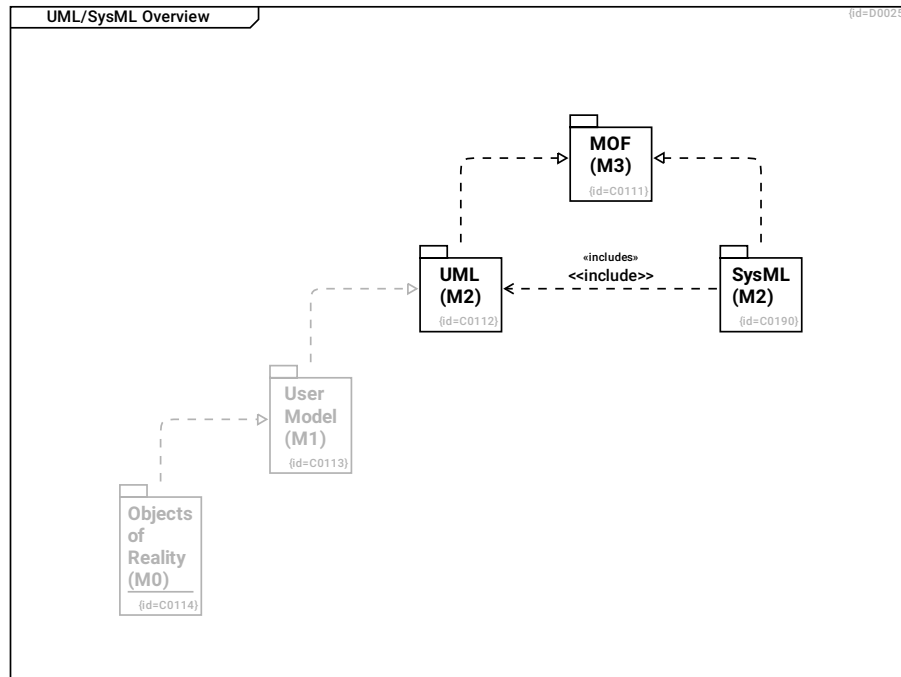 UML/SysML Overview
{id=D0025
MOF
(M3)
{id=C0111}
UML
(M2)
{id=C0112}
«includes»
<<include>>
SysML
(M2)
{id=C0190}
User
Model
(M1)
{id=C0113}
Objects
of
Reality
(M0)
{id=C0114}